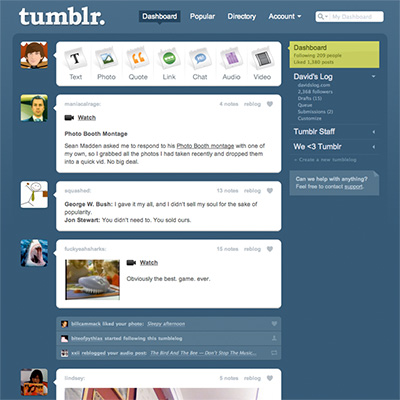 tumblr.
Dashboard Popular Directory Account My Dashboard
Text Photo Quote Link Chat Audio Video
Dashboard
Following 209 people
Liked 1,380 posts
David's Log
davidslog.com
2,568 followers
Drafts (13)
Queue
Submissions (2)
Customize
Tumblr Staff
We <3 Tumblr
+ Create a new tumblelog
Can we help with anything?
Feel free to contact support.
4 notes reblog
Watch
Photo Booth Montage
Sean Madden asked me to respond to his Photo Booth montage with one of
my own, so I grabbed all the photos I had taken recently and dropped them
into a quick vid. No big deal.
squashed:
13 notes reblog
George W. Bush: I gave it my all, and I didn't sell my soul for the sake of
popularity.
Jon Stewart: You didn't need to. You sold ours.
fuckyeahsharks:
15 notes reblog
Watch
Obviously the best. game. ever.
billcammack liked your photo: Sleepy afternoon
biteofpythias started following this tumblelog
reblogged your audio post: The Bird And The Bee — Don't Stop The Music...
lindsey:
5 notes reblog